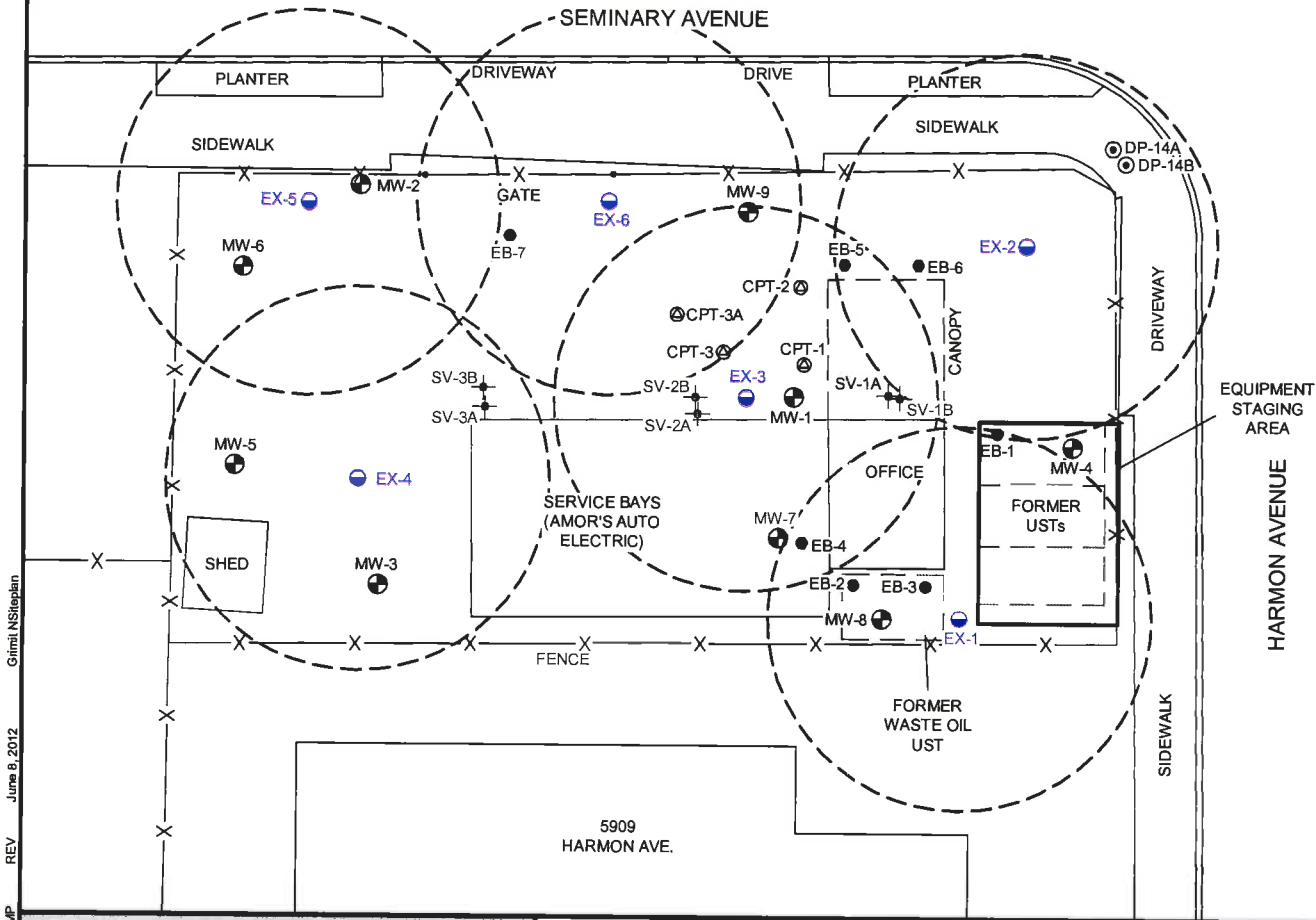 SEMINARY AVENUE
PLANTER
DRIVEWAY
DRIVE
PLANTER
SIDEWALK
SIDEWALK
DP-14A
DP-14B
MW-2
EX-5
GATE
EX-6
MW-9
MW-6
EB-7
EB-5
EB-6
EX-2
CPT-2
CPT-3A
CPT-3
CPT-1
CANOPY
DRIVEWAY
SV-3B
SV-3A
SV-2B
SV-2A
EX-3
MW-1
SV-1A
SV-1B
EQUIPMENT
STAGING
AREA
MW-5
EX-4
SERVICE BAYS
(AMOR'S AUTO
ELECTRIC)
OFFICE
EB-1
MW-4
FORMER
USTs
HARMON AVENUE
MW-7
EB-4
SHED
MW-3
EB-2
EB-3
MW-8
EX-1
FENCE
FORMER
WASTE OIL
UST
SIDEWALK
5909
HARMON AVE.
REV June 8, 2012